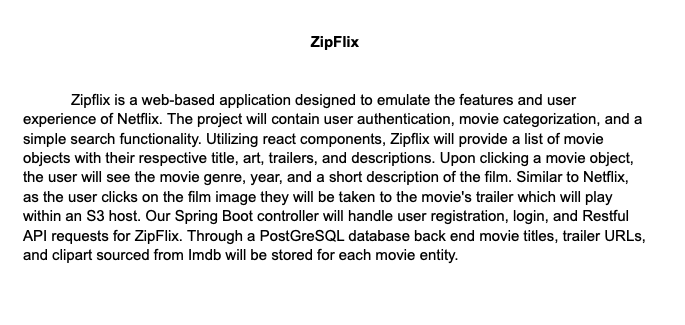 ZipFlix
Zipflix is a web-based application designed to emulate the features and user
experience of Netflix. The project will contain user authentication, movie categorization, and a
simple search functionality. Utilizing react components, Zipflix will provide a list of movie
objects with their respective title, art, trailers, and descriptions. Upon clicking a movie object,
the user will see the movie genre, year, and a short description of the film. Similar to Netflix,
as the user clicks on the film image they will be taken to the movie's trailer which will play
within an S3 host. Our Spring Boot controller will handle user registration, login, and Restful
API requests for ZipFlix. Through a PostGreSQL database back end movie titles, trailer URLs,
and clipart sourced from Imdb will be stored for each movie entity.